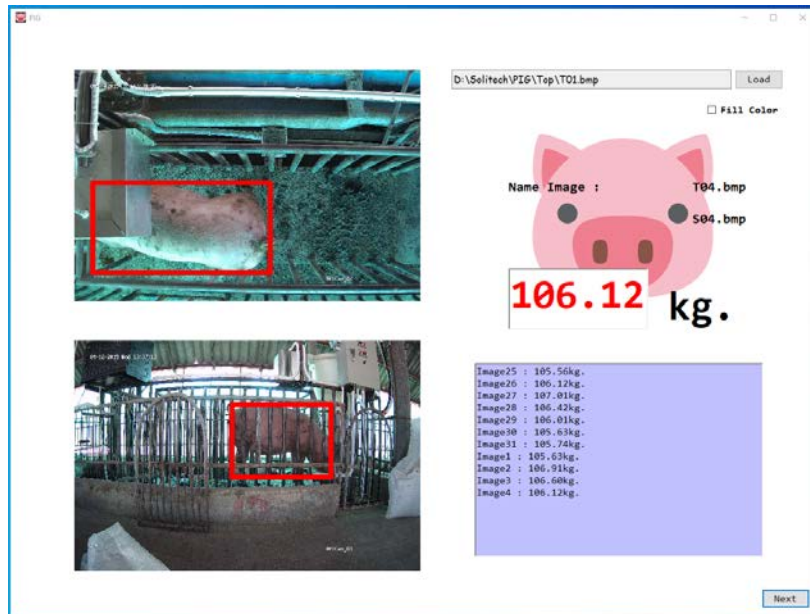 PIG
D:\Solitech\PIG\Top\T01.bmp
Load
Fill Color
Name Image : T04.bmp
S04.bmp
106.12 kg.
Image25 : 105.56kg.
Image26 : 106.12kg.
Image27 : 107.01kg.
Image28 : 106.42kg.
Image29 : 106.01kg.
Image30 : 105.63kg.
Image31 : 105.74kg.
Image1 : 105.63kg.
Image2 : 106.91kg.
Image3 : 106.60kg.
Image4 : 106.12kg.
Next